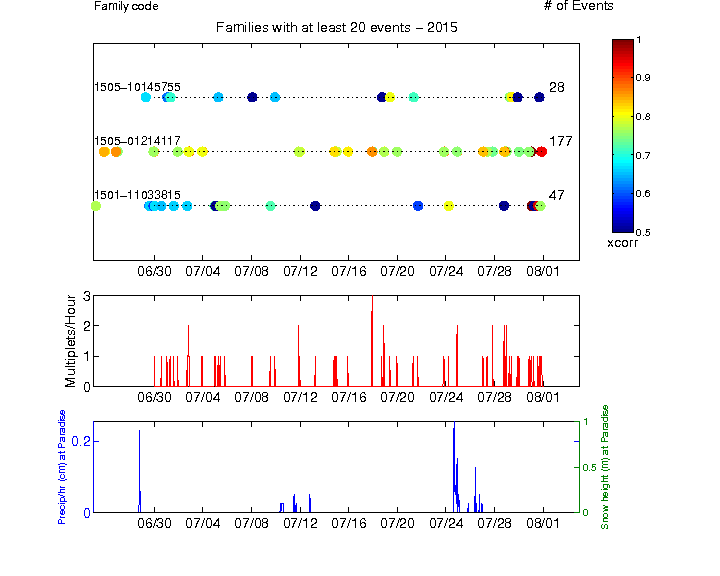 Family code
# of Events
Families with at least 20 events – 2015
1505–10145755
28
1505–01214117
177
1501–11033815
47
1
0.9
0.8
0.7
0.6
0.5
xcorr
06/30 07/04 07/08 07/12 07/16 07/20 07/24 07/28 08/01
Multiplets/Hour
3
2
1
0
06/30 07/04 07/08 07/12 07/16 07/20 07/24 07/28 08/01
Precip/hr (cm) at Paradise
0.2
0
1
0.5
0
Snow height (m) at Paradise
06/30 07/04 07/08 07/12 07/16 07/20 07/24 07/28 08/01